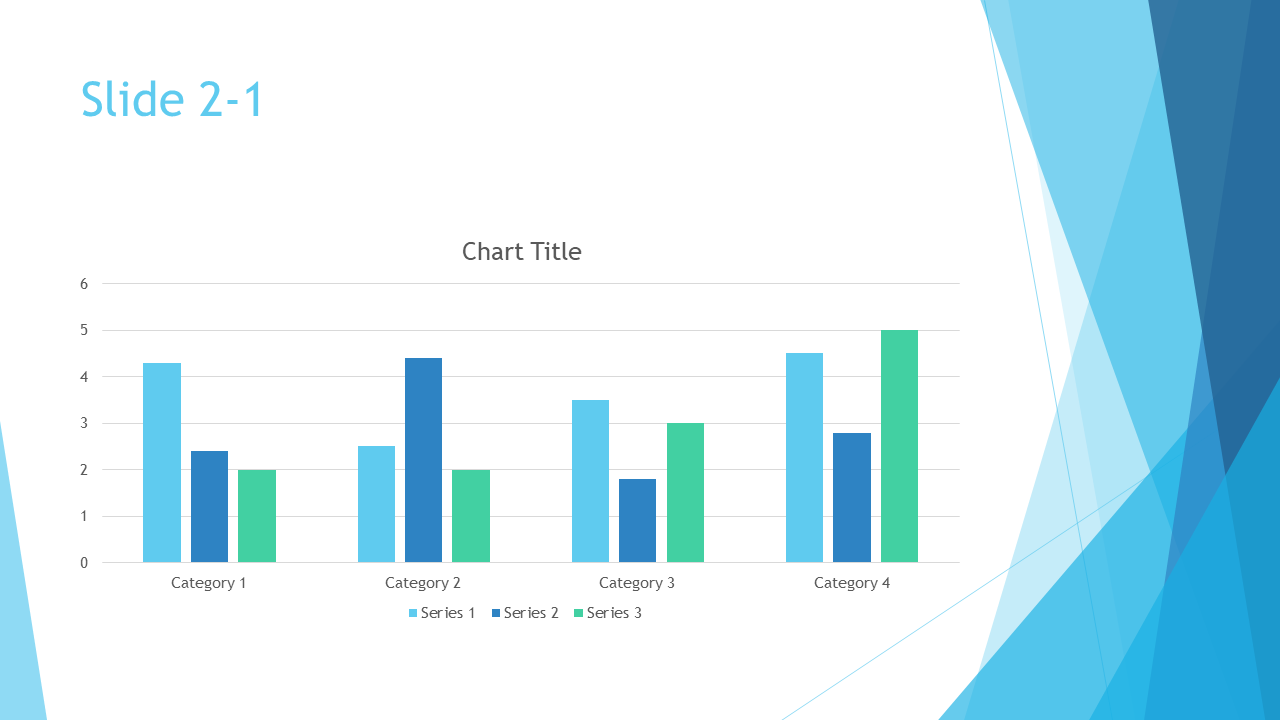 Slide 2-1
Chart Title
6
5
4
3
2
1
0
Category 1 Category 2 Category 3 Category 4
Series 1 Series 2 Series 3